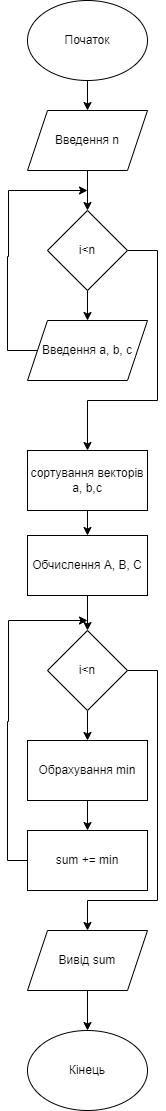 Початок
Введення n
i<n
Введення a, b, c
сортування векторів
a, b,c
Обчислення A, B, C
i<n
Обрахування min
sum += min
Вивід sum
Кінець